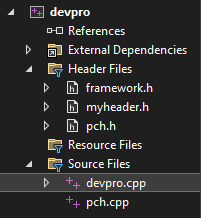 devpro
References
External Dependencies
Header Files
framework.h
myheader.h
pch.h
Resource Files
Source Files
devpro.cpp
pch.cpp